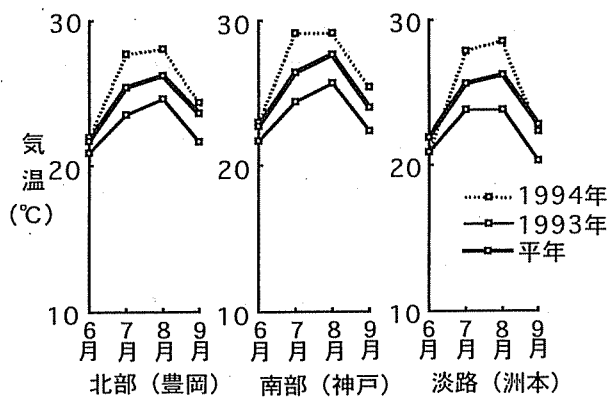 気温(℃)
30
20
10
6月
7月
8月
9月
北部(豊岡)
30
20
10
6月
7月
8月
9月
南部(神戸)
30
20
10
6月
7月
8月
9月
淡路(洲本)
1994年
1993年
平年